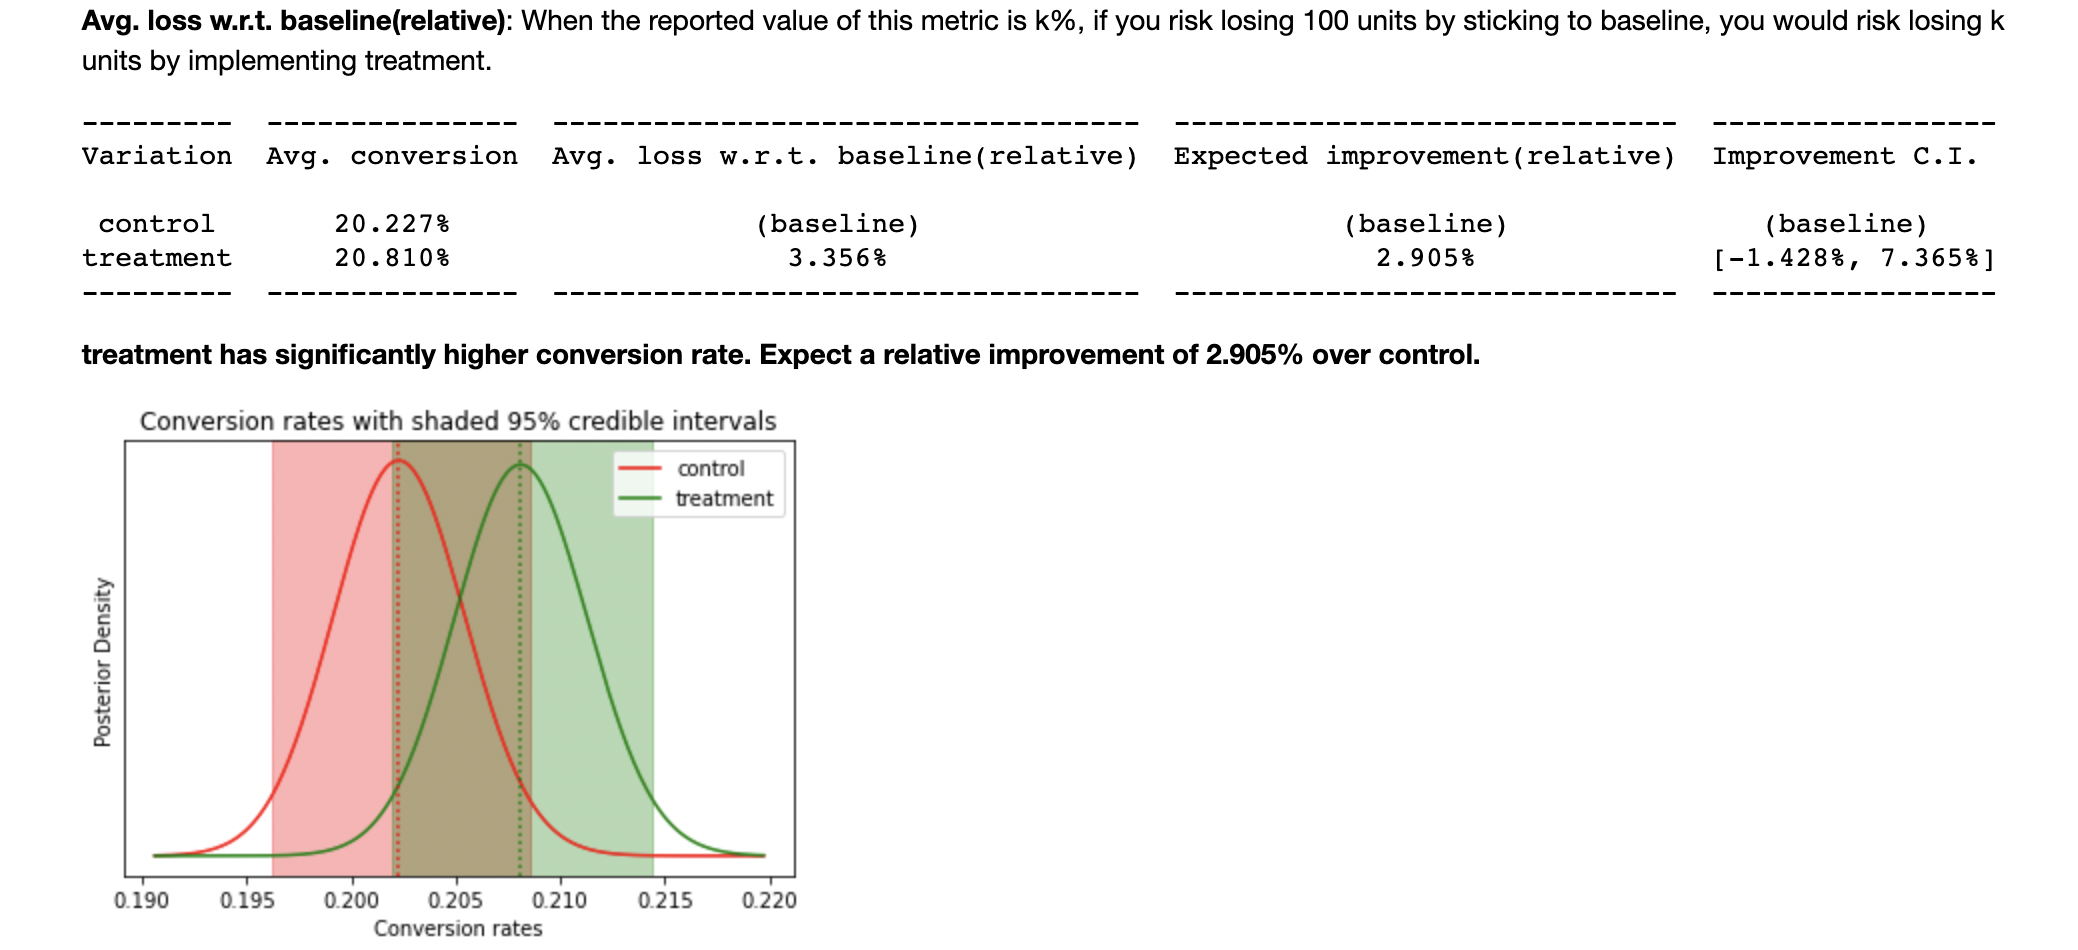 Avg. loss w.r.t. baseline(relative): When the reported value of this metric is k%, if you risk losing 100 units by sticking to baseline, you would risk losing k
units by implementing treatment.
--------- --------------- ----------------------------------- ------------------------------ -----------------
Variation Avg. conversion Avg. loss w.r.t. baseline(relative) Expected improvement(relative) Improvement C.I.
control 20.227% (baseline) (baseline) (baseline)
treatment 20.810% 3.356% 2.905% [-1.428%, 7.365%]
--------- --------------- ----------------------------------- ------------------------------ -----------------
treatment has significantly higher conversion rate. Expect a relative improvement of 2.905% over control.
Conversion rates with shaded 95% credible intervals
control
treatment
Posterior Density
0.190 0.195 0.200 0.205 0.210 0.215 0.220
Conversion rates